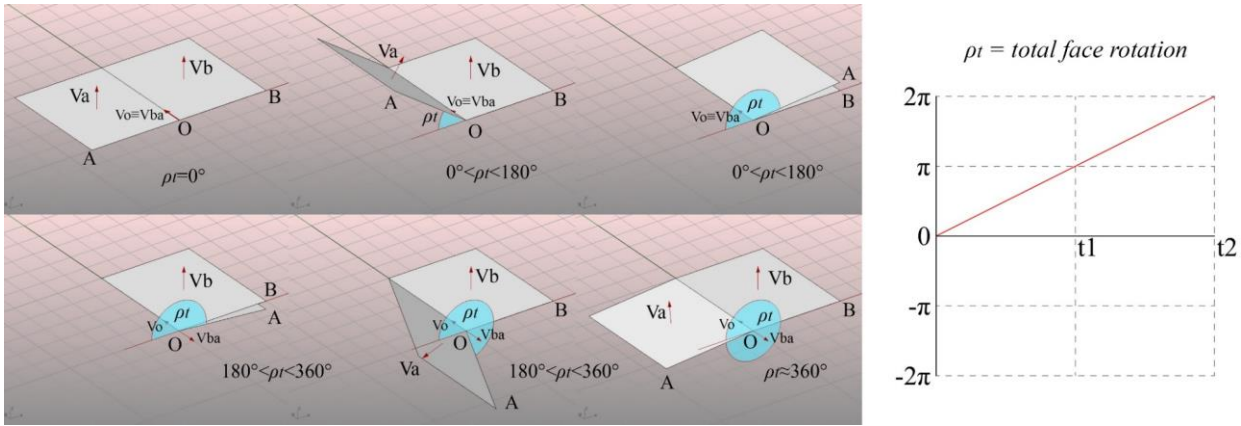 Va
Vb
Vo≡Vba
O
B
A
ρt=0°
Va
Vb
A
Vo≡Vba
B
ρt
O
0°<ρt<180°
A
ρt
B
Vo≡Vba
O
0°<ρt<180°
Vb
B
ρt
A
Vo
Vba
O
180°<ρt<360°
Vb
ρt
B
Vo
O
Vba
Va
A
180°<ρt<360°
Vb
Va
ρt
B
Vo
O
Vba
A
ρt≈360°
ρt = total face rotation
2π
π
0
t1
t2
-π
-2π